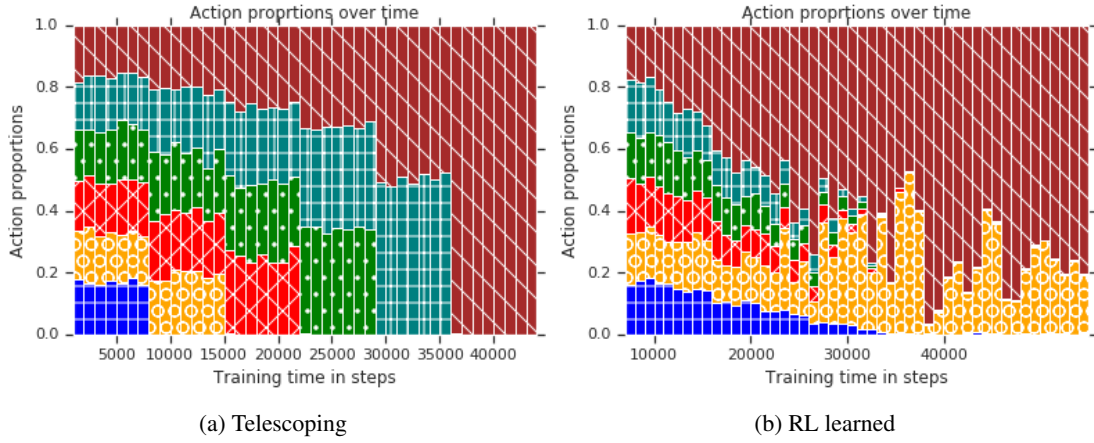 Action proprtions over time
1.0
0.8
0.6
0.4
0.2
0.0
Action proportions
5000 10000 15000 20000 25000 30000 35000 40000
Training time in steps
(a) Telescoping
Action proprtions over time
1.0
0.8
0.6
0.4
0.2
0.0
Action proportions
10000 20000 30000 40000
Training time in steps
(b) RL learned